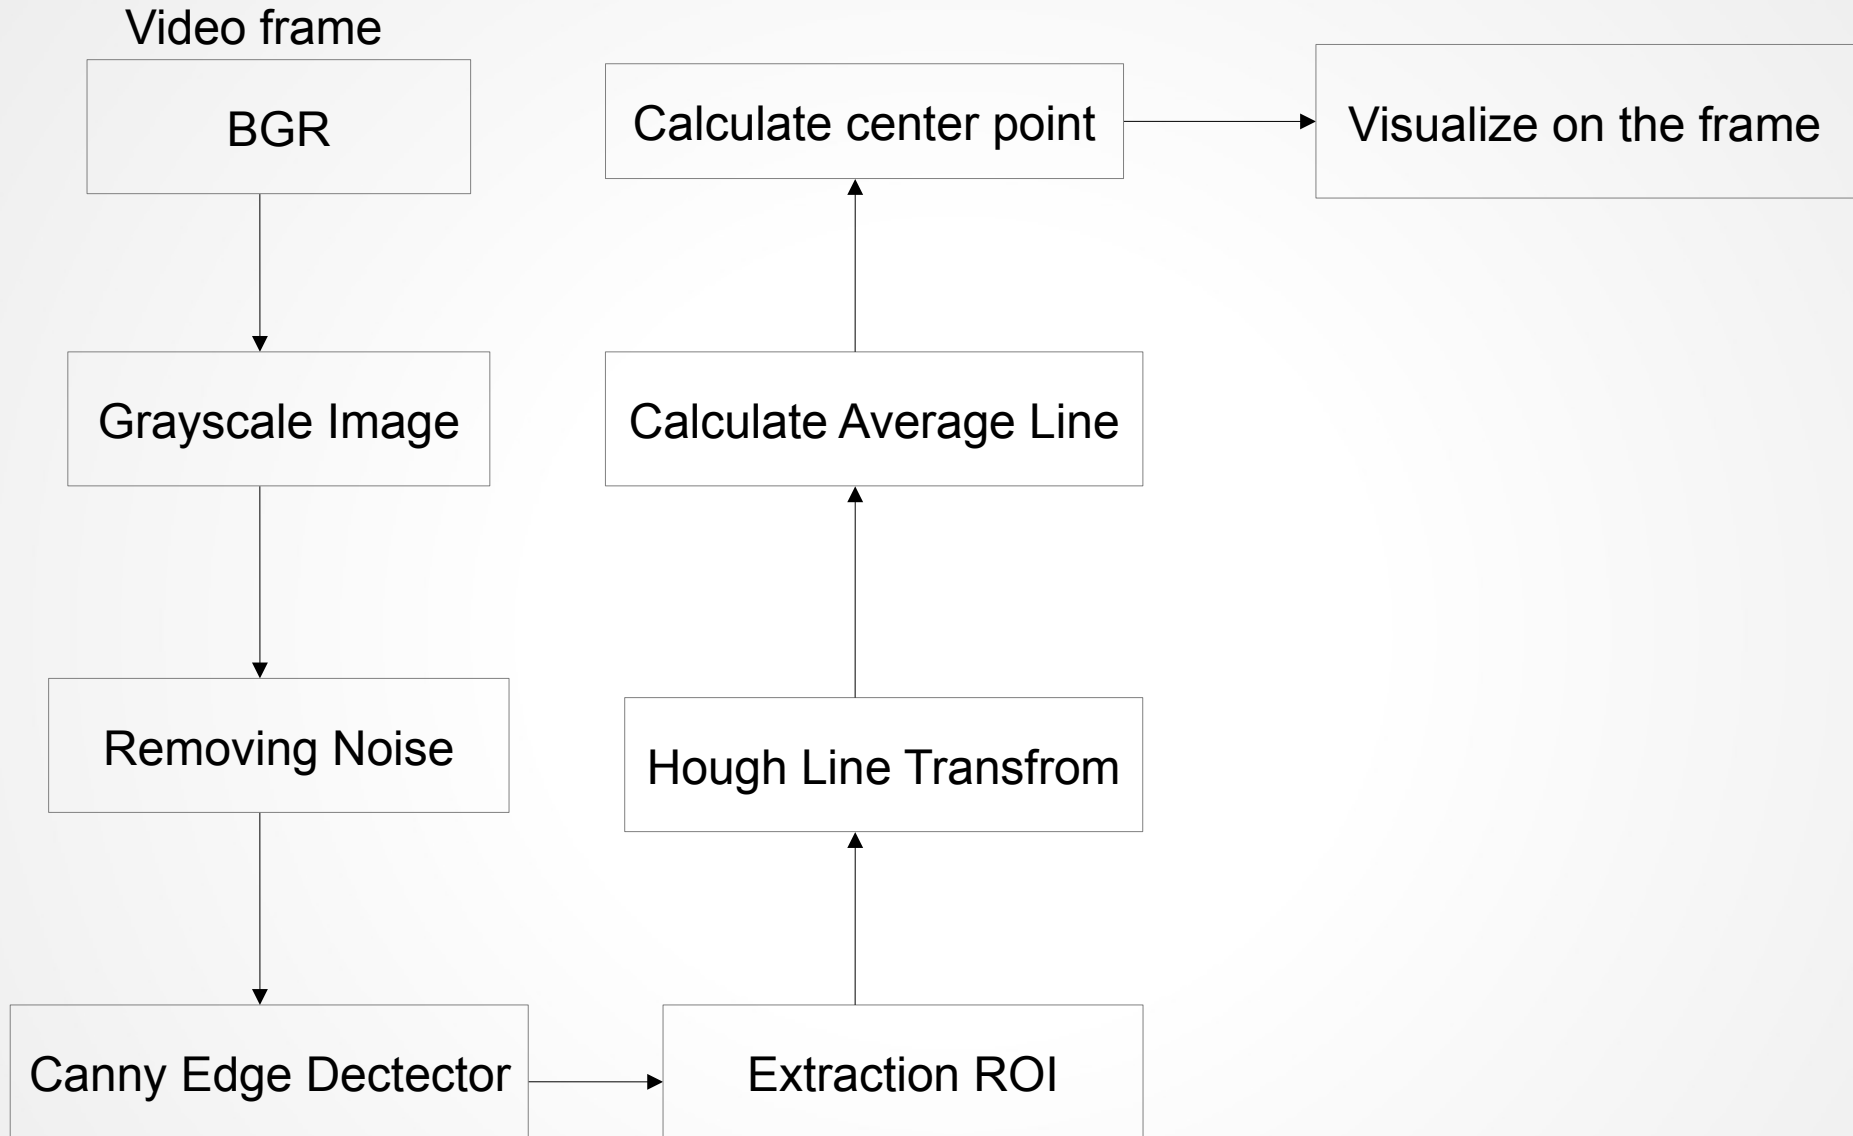 Video frame
BGR
Grayscale Image
Removing Noise
Canny Edge Dectector
Extraction ROI
Hough Line Transfrom
Calculate Average Line
Calculate center point
Visualize on the frame